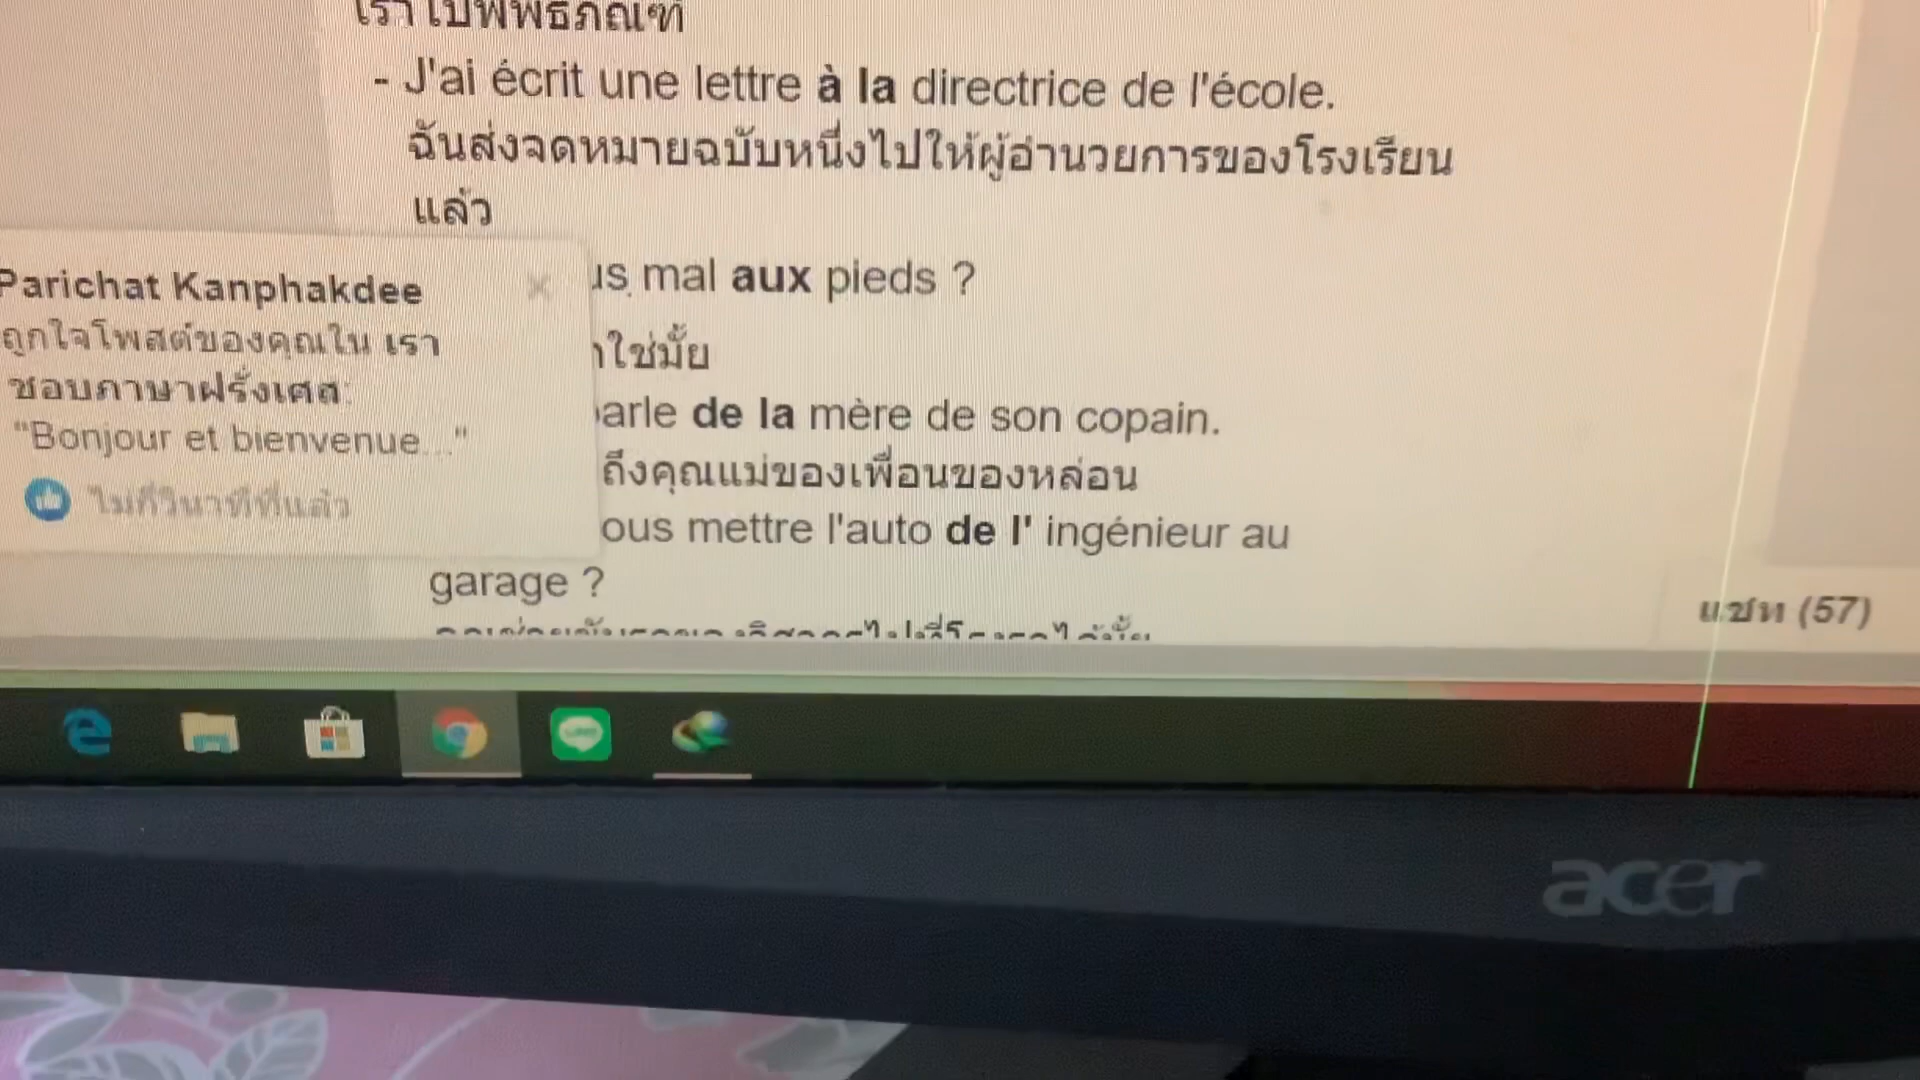 เราไปพิพิธภัณฑ์
- J'ai écrit une lettre à la directrice de l'école.
ฉันส่งจดหมายฉบับหนึ่งไปให้ผู้อำนวยการของโรงเรียน
แล้ว
mal aux pieds ?
ใช่มั้ย
de la mère de son copain.
ถึงคุณแม่ของเพื่อนของหล่อน
mettre l'auto de l' ingénieur au
garage ?
Parichat Kanphakdee
ถูกใจโพสต์ของคุณใน เรา
ชอบภาษาฝรั่งเศส:
"Bonjour et bienvenue..."
ไม่กี่วินาทีที่แล้ว
แชท (57)
acer